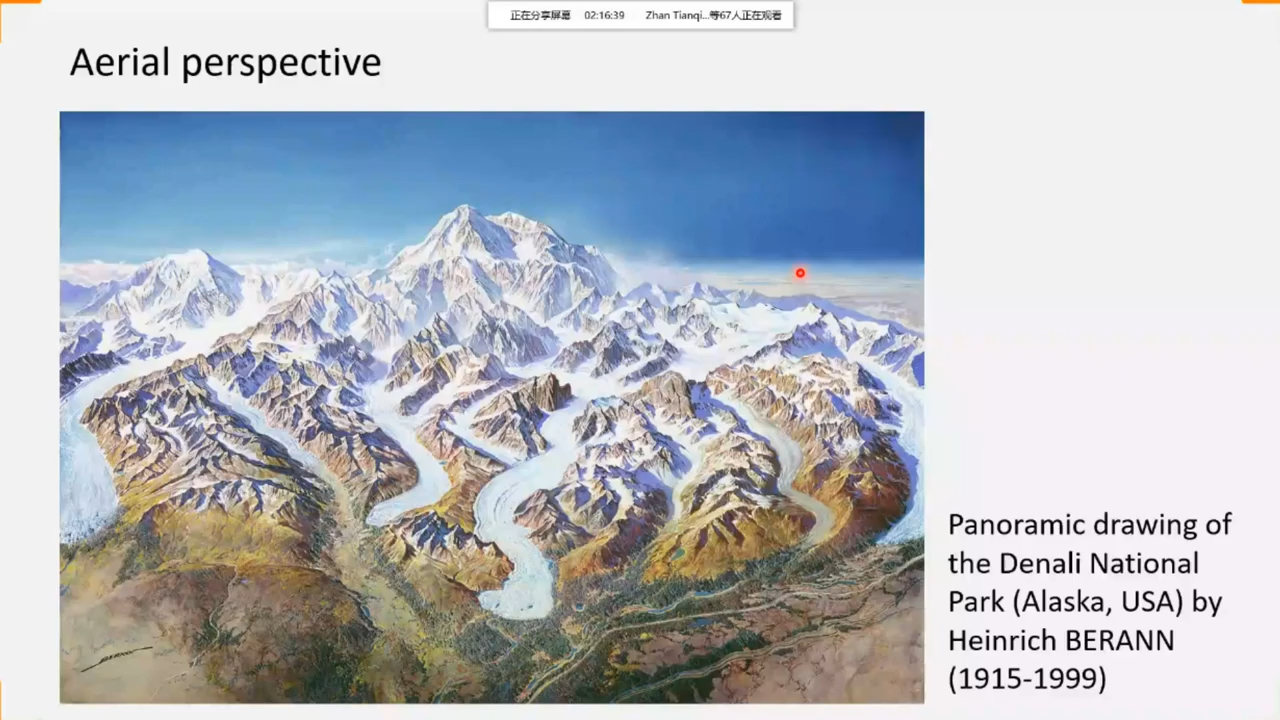 正在分享屏幕 02:16:39 Zhan Tianqi...等67人正在观看
Aerial perspective
Panoramic drawing of
the Denali National
Park (Alaska, USA) by
Heinrich BERANN
(1915-1999)
BERANN